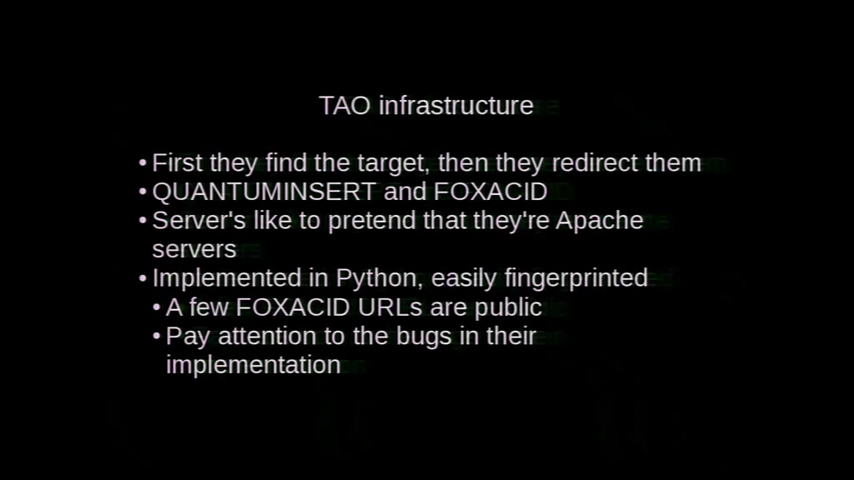 TAO infrastructure
• First they find the target, then they redirect them
• QUANTUMINSERT and FOXACID
• Server's like to pretend that they're Apache
servers
• Implemented in Python, easily fingerprinted
• A few FOXACID URLs are public
• Pay attention to the bugs in their
implementation